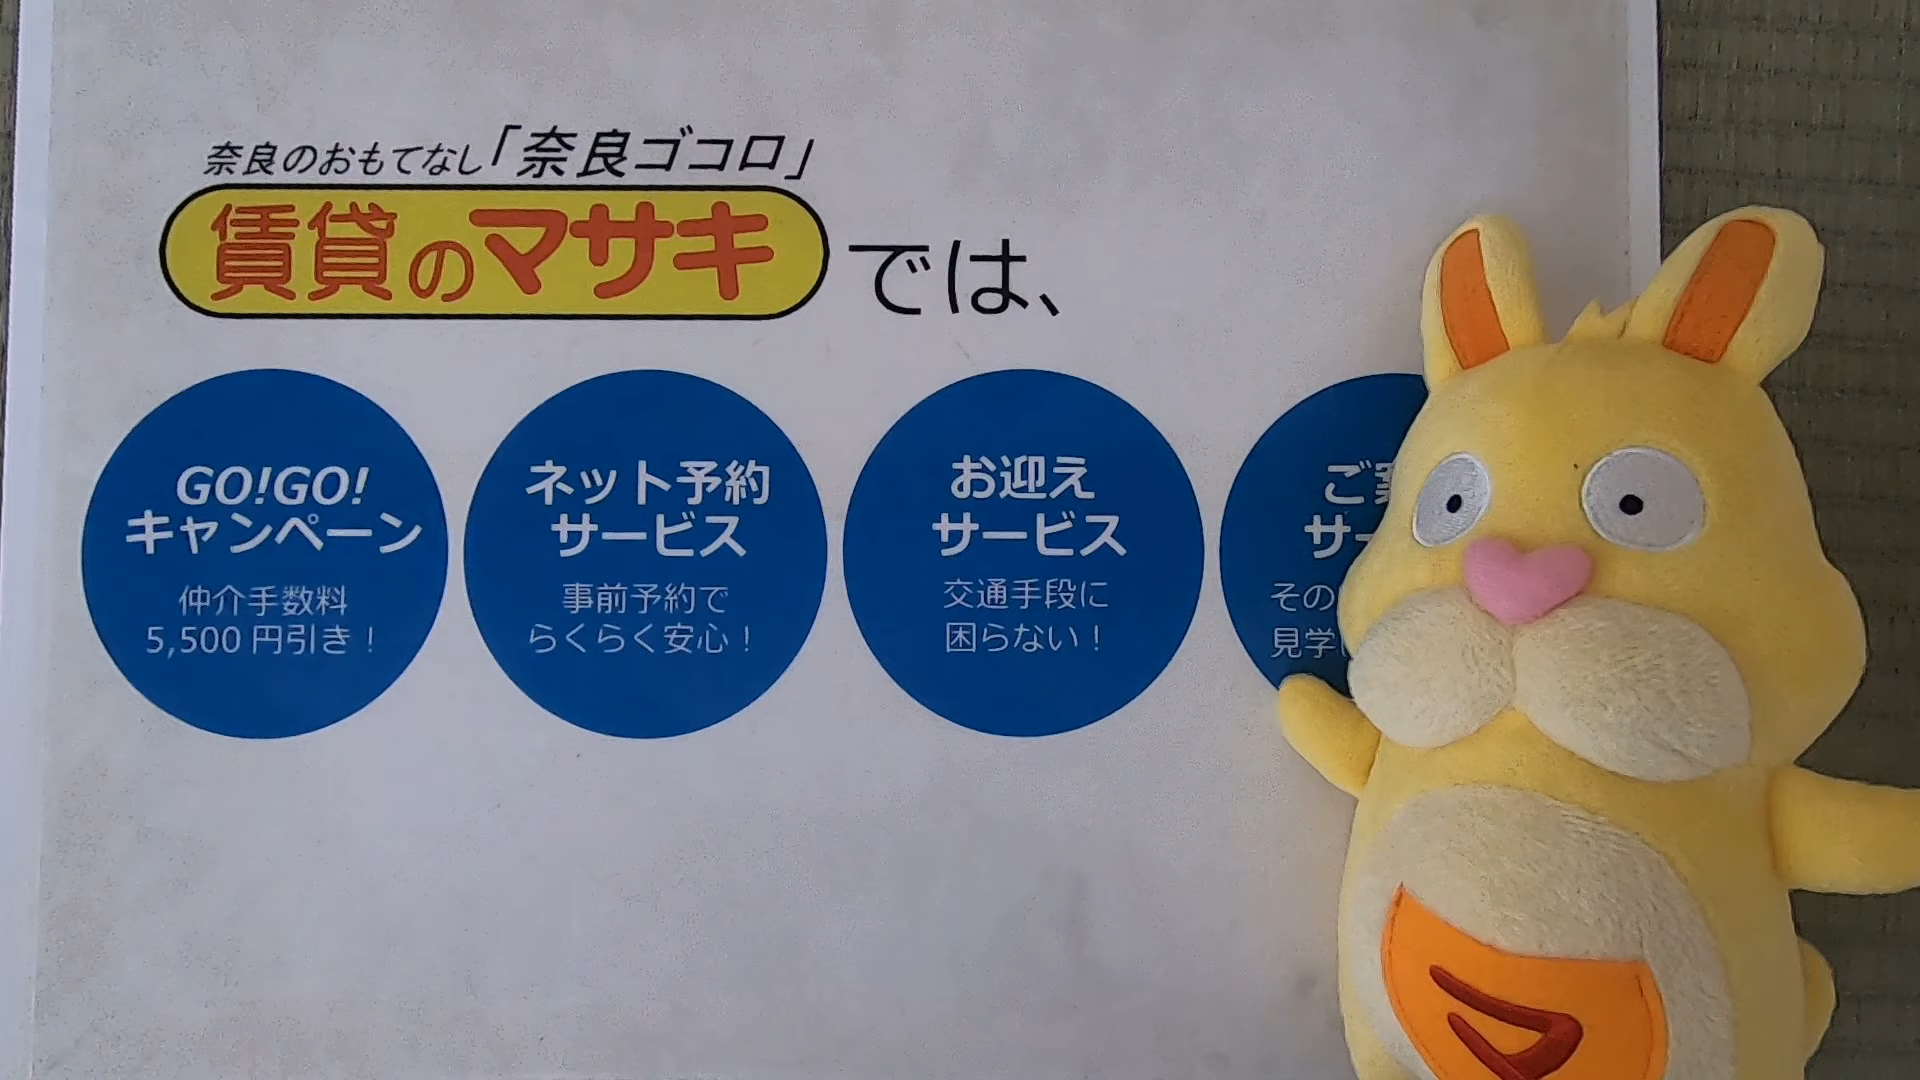 奈良のおもてなし「奈良ゴコロ」
賃貸のマサキでは、
GO!GO!
キャンペーン
仲介手数料
5,500円引き！
ネット予約
サービス
事前予約で
らくらく安心！
お迎え
サービス
交通手段に
困らない！
ご案
サー
その
見学に
マ